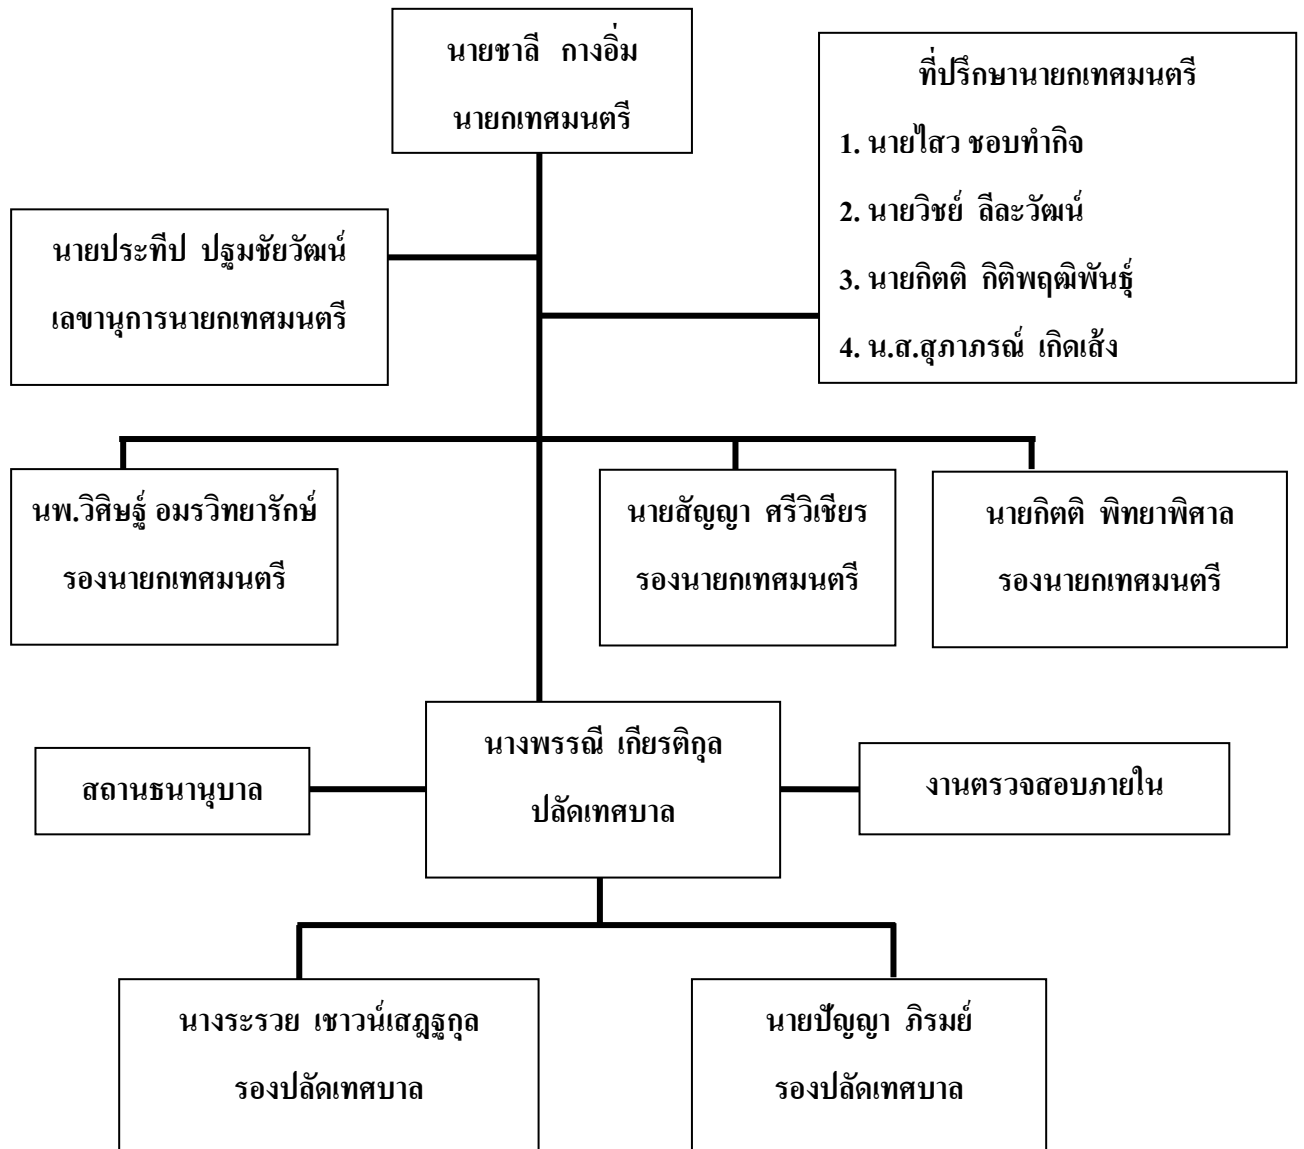 นายชาลี กางอิ่ม
นายกเทศมนตรี
ที่ปรึกษานายกเทศมนตรี
1. นายไสว ชอบทำกิจ
2. นายวิชย์ ลีละวัฒน์
3. นายกิตติ กิติพฤฒิพันธุ์
4. น.ส.สุภาภรณ์ เกิดเส้ง
นายประทีป ปฐมชัยวัฒน์
เลขานุการนายกเทศมนตรี
นพ.วิศิษฐ์ อมรวิทยารักษ์
รองนายกเทศมนตรี
นายสัญญา ศรีวิเชียร
รองนายกเทศมนตรี
นายกิตติ พิทยาพิศาล
รองนายกเทศมนตรี
นางพรรณี เกียรติกุล
ปลัดเทศบาล
สถานธนานุบาล
งานตรวจสอบภายใน
นางระรวย เชาวน์เสฎฐกุล
รองปลัดเทศบาล
นายปัญญา ภิรมย์
รองปลัดเทศบาล